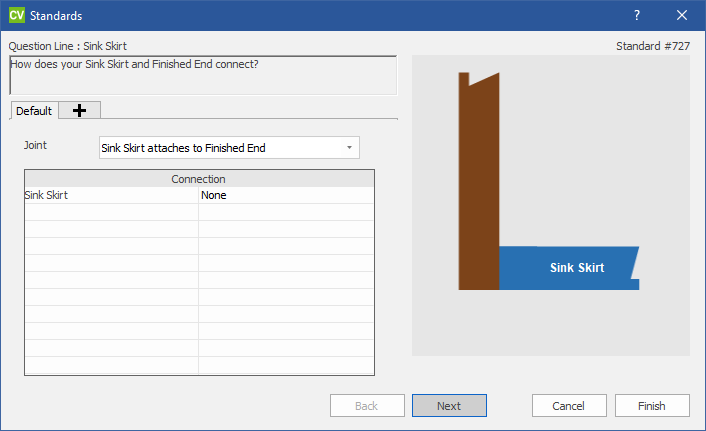 CV Standards ?
Question Line : Sink Skirt
Standard #727
How does your Sink Skirt and Finished End connect?
Default
Joint
Sink Skirt attaches to Finished End
Connection
Sink Skirt None
Sink Skirt
Back Next Cancel Finish